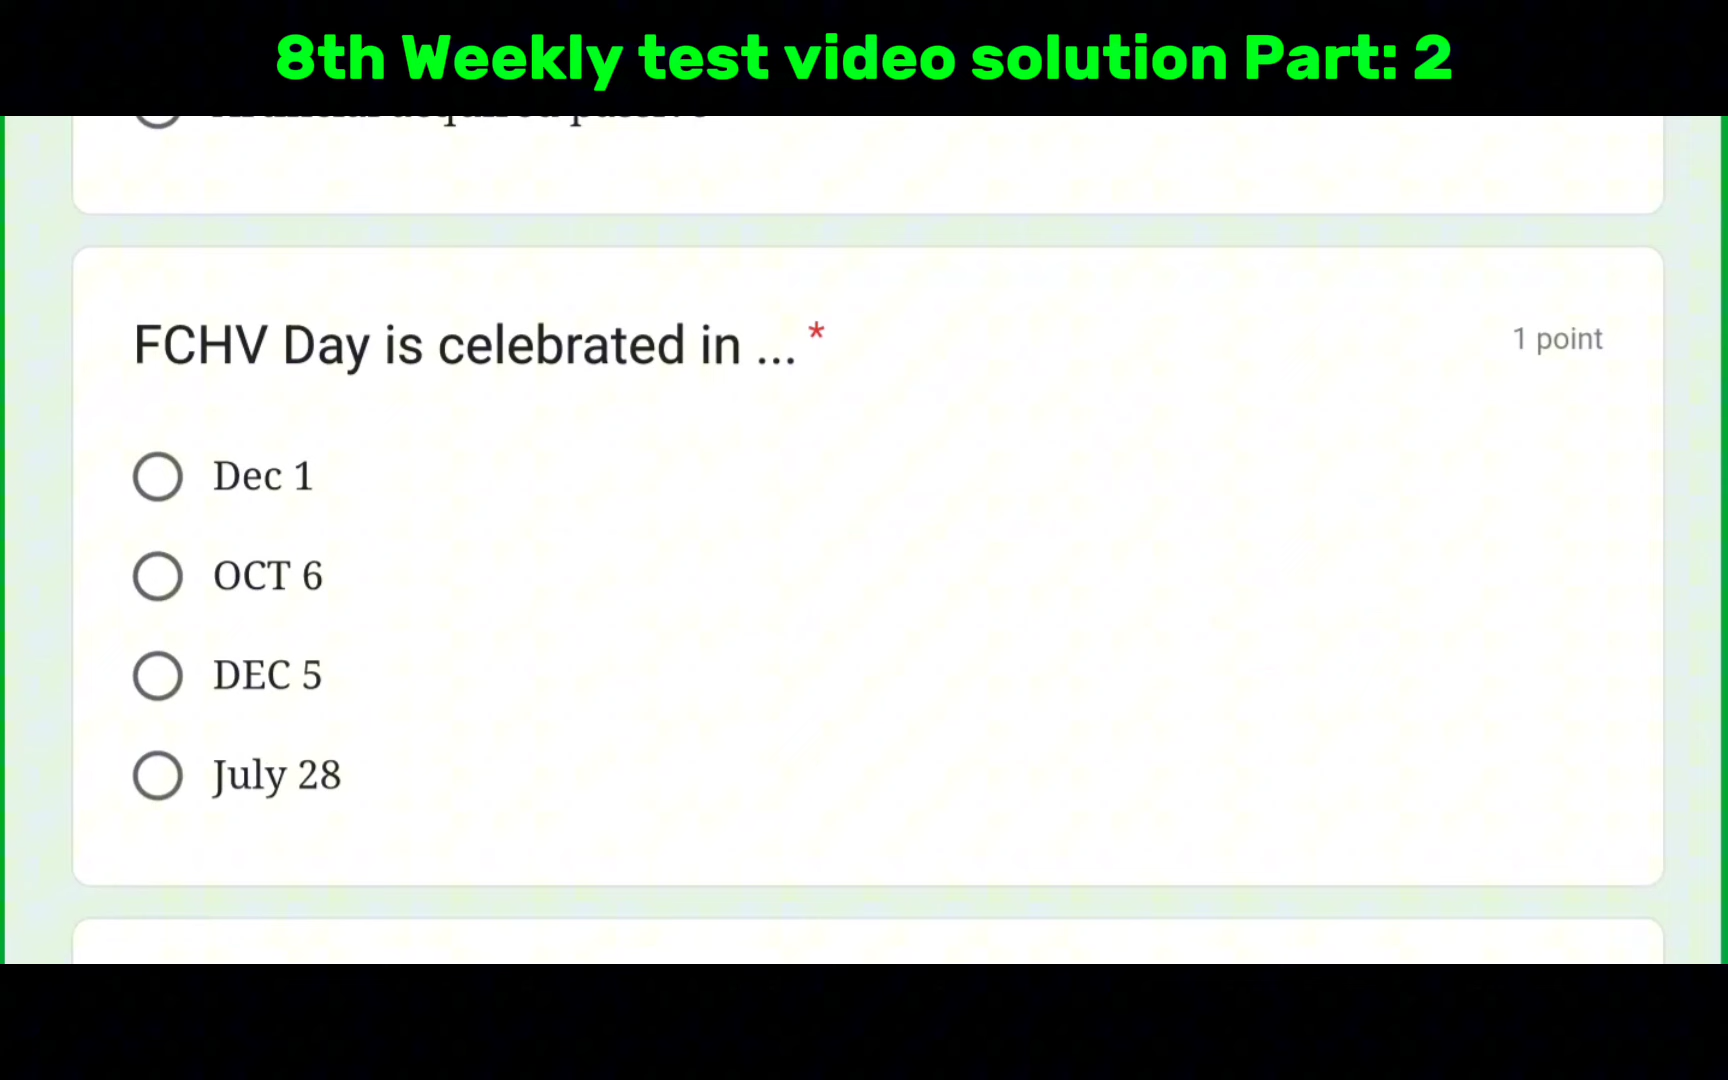 8th Weekly test video solution Part: 2
FCHV Day is celebrated in ... *
1 point
Dec 1
OCT 6
DEC 5
July 28